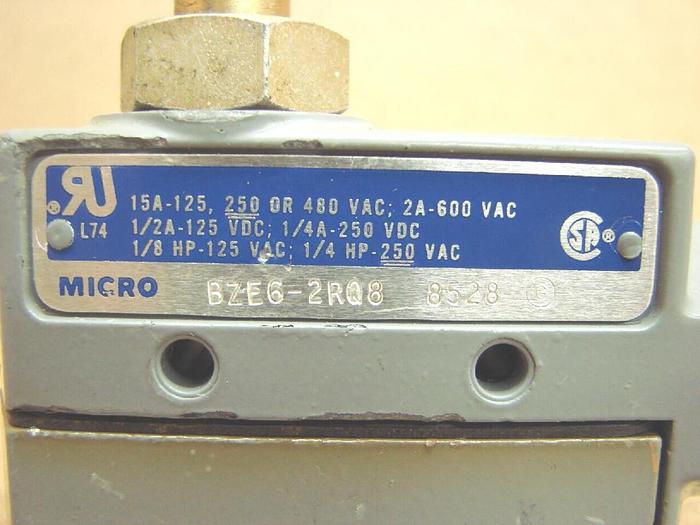 15A-125, 250 OR 480 VAC; 2A-600 VAC
® L74 1/2A-125 VDC; 1/4A-250 VDC
1/8 HP-125 VAC; 1/4 HP-250 VAC
SA ®
MICRO BZE6-2RQ8 8528